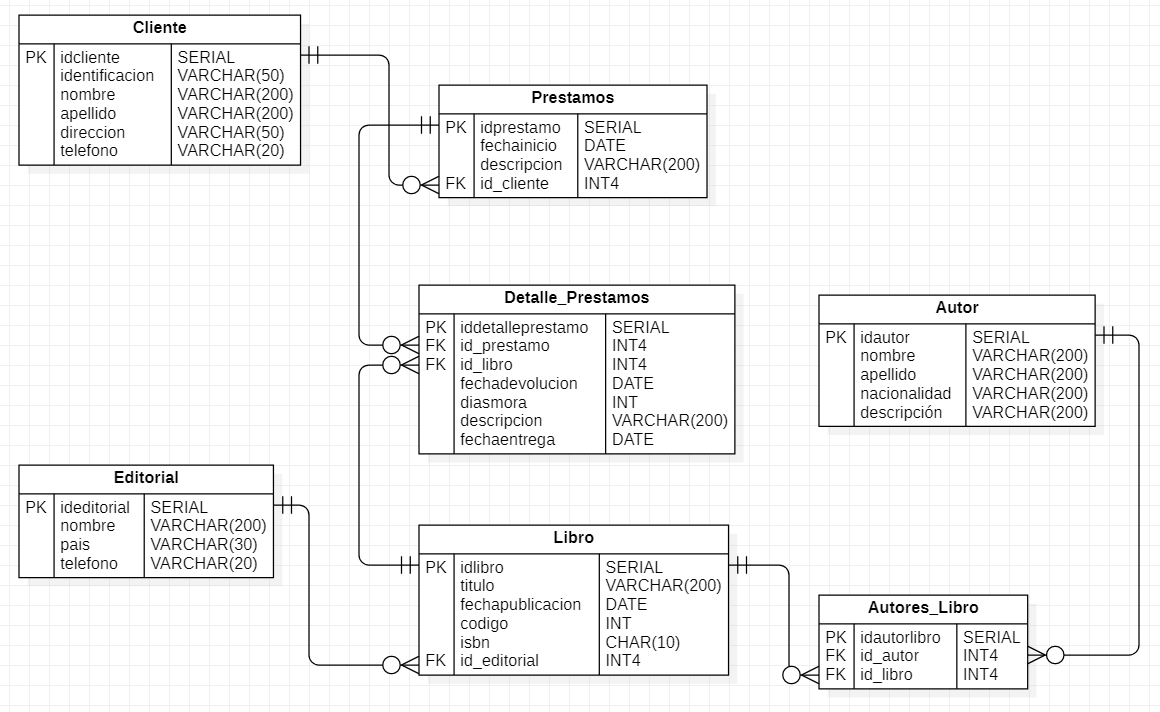 Cliente
PK idcliente SERIAL
identificacion VARCHAR(50)
nombre VARCHAR(200)
apellido VARCHAR(200)
direccion VARCHAR(50)
telefono VARCHAR(20)
Prestamos
PK idprestamo SERIAL
fechainicio DATE
descripcion VARCHAR(200)
FK id_cliente INT4
Detalle_Prestamos
PK iddetalleprestamo SERIAL
FK id_prestamo INT4
FK id_libro INT4
fechadevolucion DATE
diasmora INT
descripcion VARCHAR(200)
fechaentrega DATE
Autor
PK idautor SERIAL
nombre VARCHAR(200)
apellido VARCHAR(200)
nacionalidad VARCHAR(200)
descripción VARCHAR(200)
Editorial
PK ideditorial SERIAL
nombre VARCHAR(200)
pais VARCHAR(30)
telefono VARCHAR(20)
Libro
PK idlibro SERIAL
titulo VARCHAR(200)
fechapublicacion DATE
codigo INT
isbn CHAR(10)
FK id_editorial INT4
Autores_Libro
PK idautorlibro SERIAL
FK id_autor INT4
FK id_libro INT4